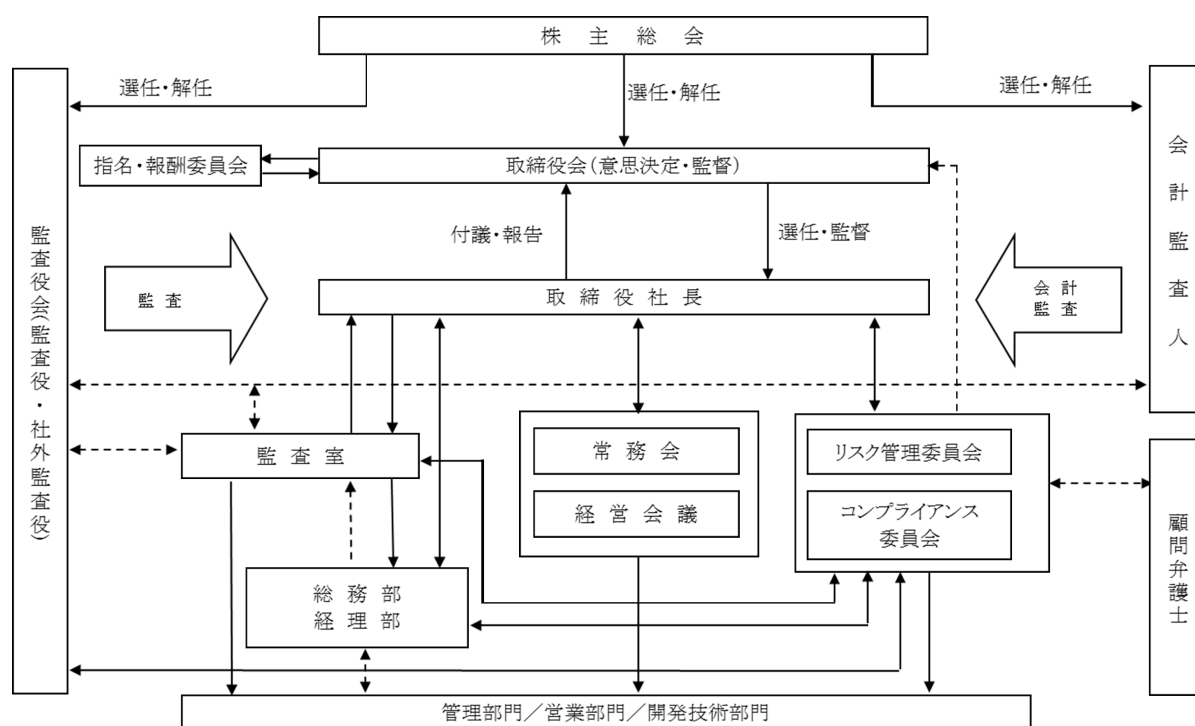 株主総会
選任・解任
選任・解任
選任・解任
指名・報酬委員会
取締役会(意思決定・監督)
付議・報告
選任・監督
監査役会(監査役・社外監査役)
会計監査人
監査
取締役社長
会計
監査
監査室
常務会
経営会議
リスク管理委員会
コンプライアンス
委員会
総務部
経理部
顧問弁護士
管理部門／営業部門／開発技術部門